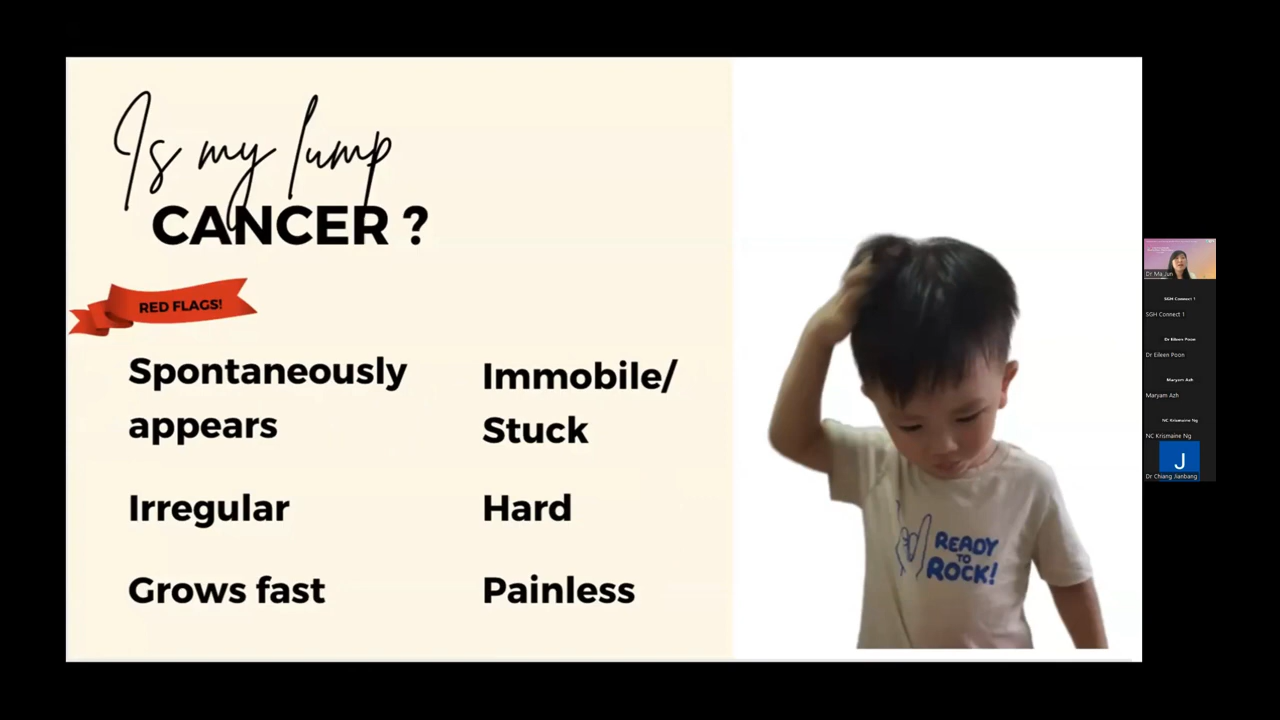 Is my lump
CANCER ?
RED FLAGS!
Spontaneously
appears
Irregular
Grows fast
Immobile/
Stuck
Hard
Painless
READY
TO
ROCK!
Dr Ma Jun
SGH Connect 1
SGH Connect 1
Dr Eileen Poon
Dr Eileen Poon
Maryam Azh
Maryam Azh
NC Krismaine Ng
NC Krismaine Ng
J
Dr Chiang Jianbang